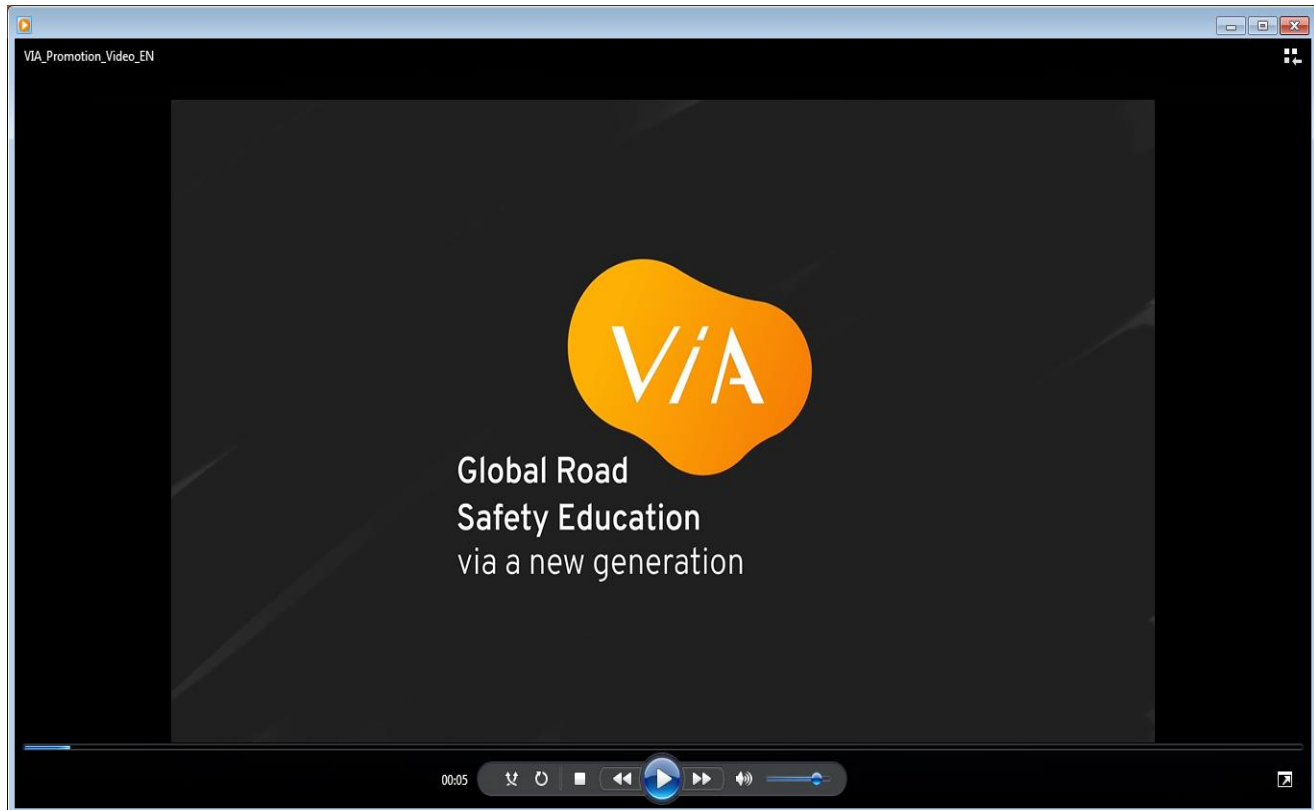 VIA_Promotion_Video_EN
ViA
Global Road
Safety Education
via a new generation
00:05